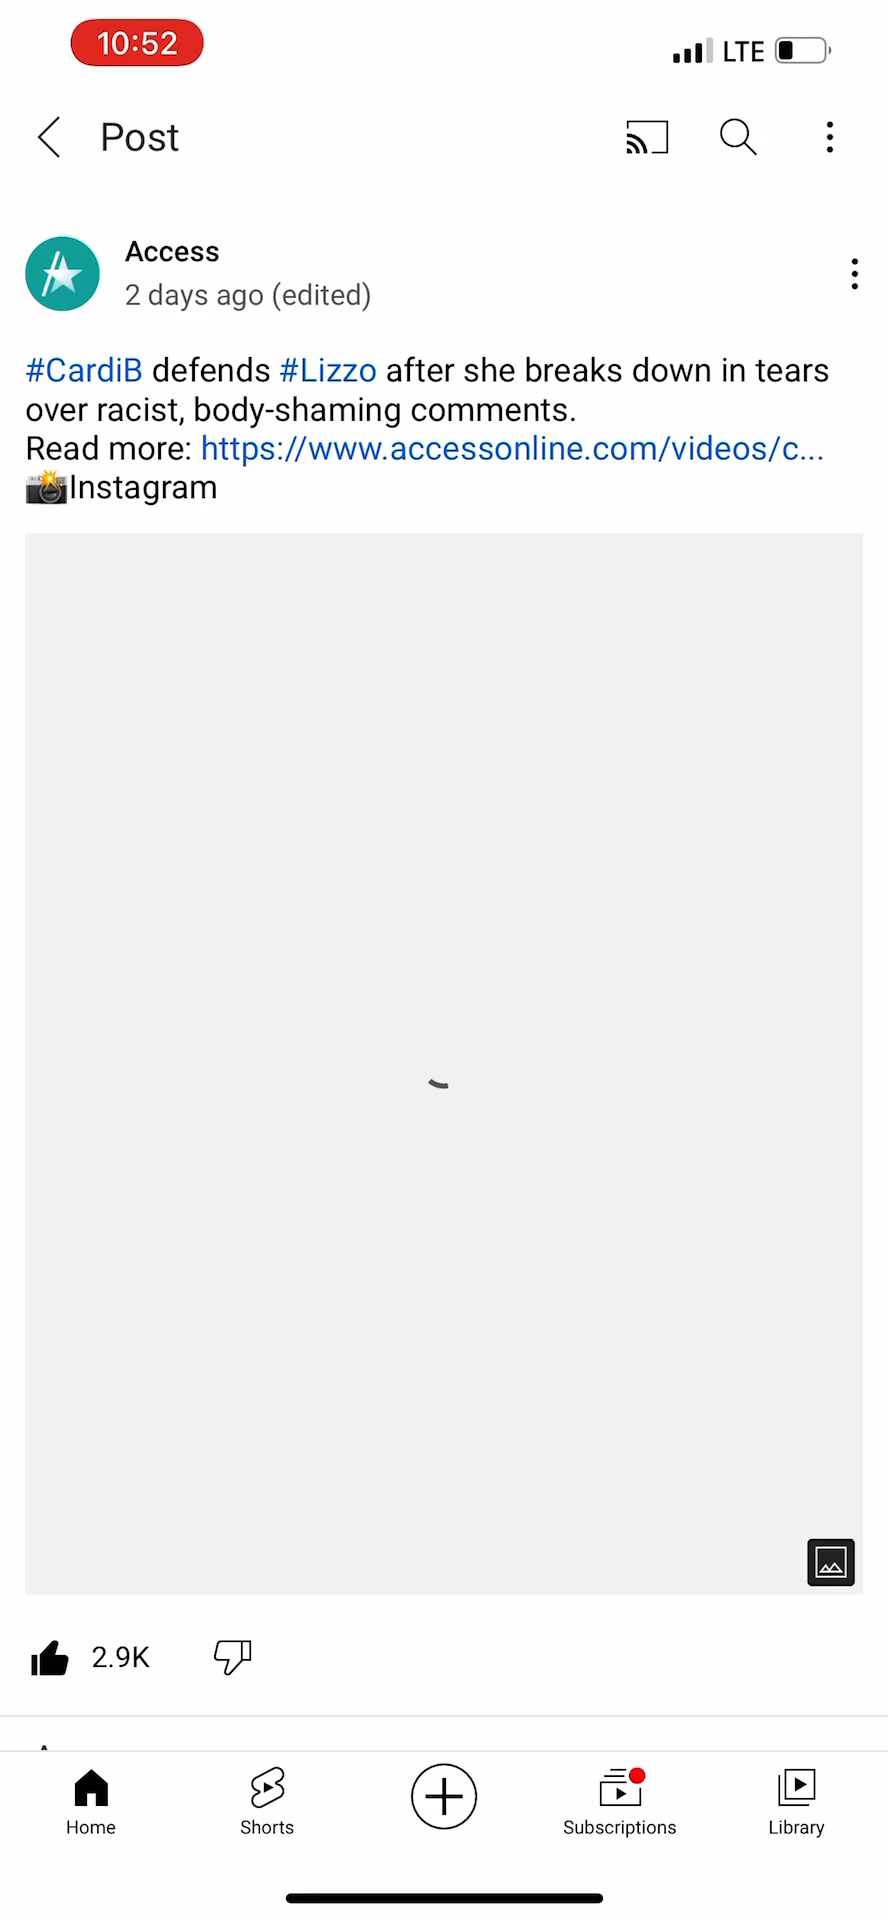 10:52
LTE
Post
Access
2 days ago (edited)
#CardiB defends #Lizzo after she breaks down in tears
over racist, body-shaming comments.
Read more: https://www.accessonline.com/videos/c...
📸Instagram
2.9K
Home
Shorts
Subscriptions
Library